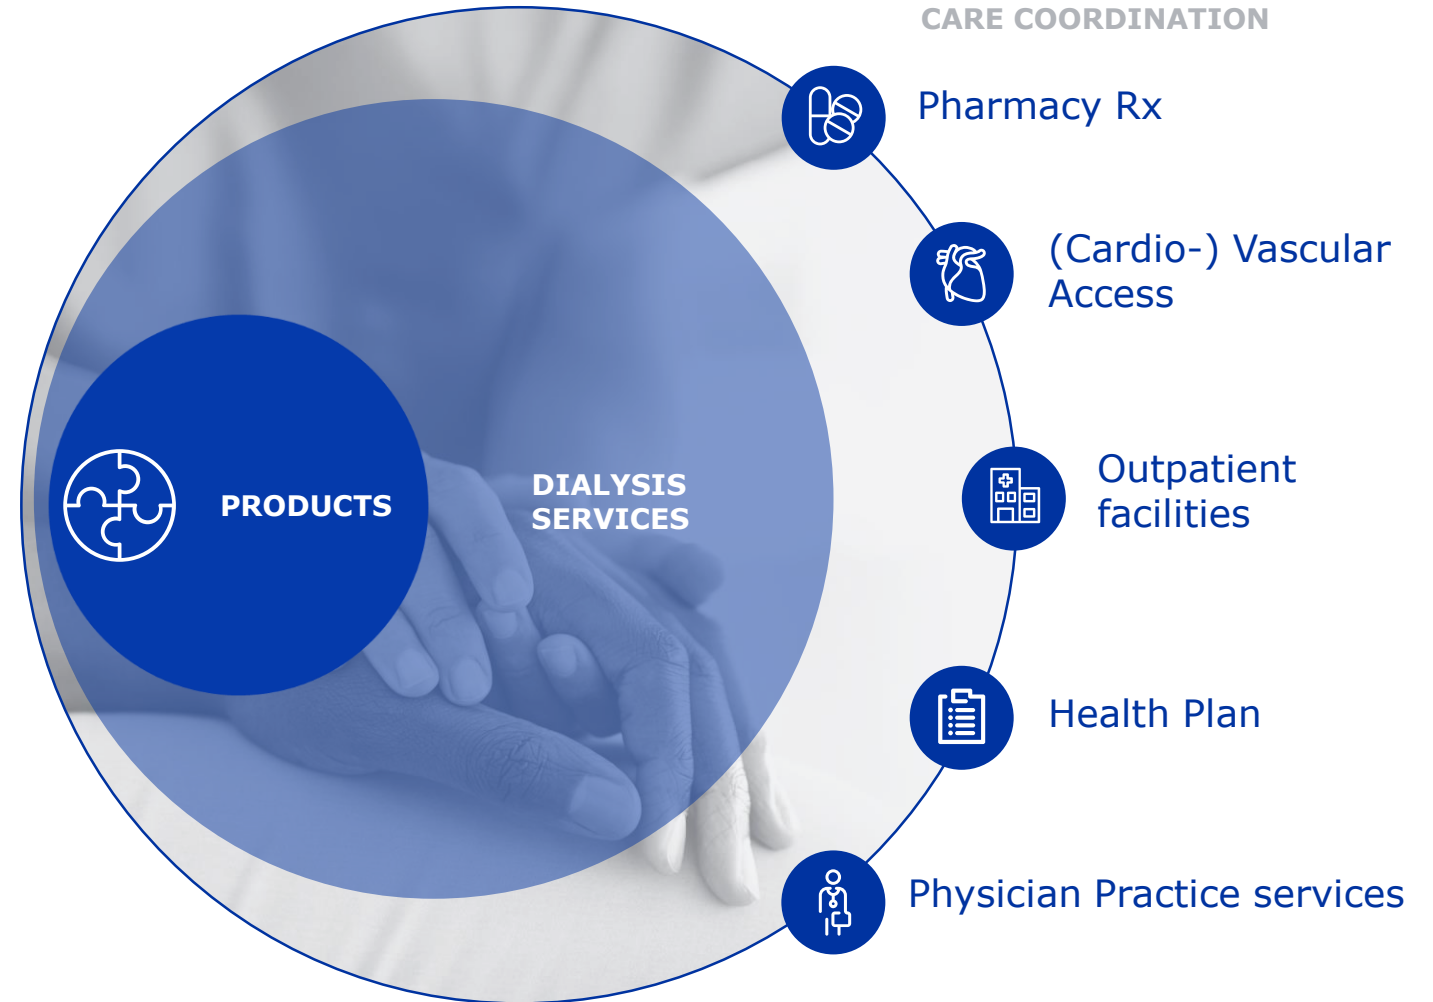 CARE COORDINATION
Pharmacy Rx
(Cardio-) Vascular
Access
Outpatient
facilities
PRODUCTS
DIALYSIS
SERVICES
Health Plan
Physician Practice services